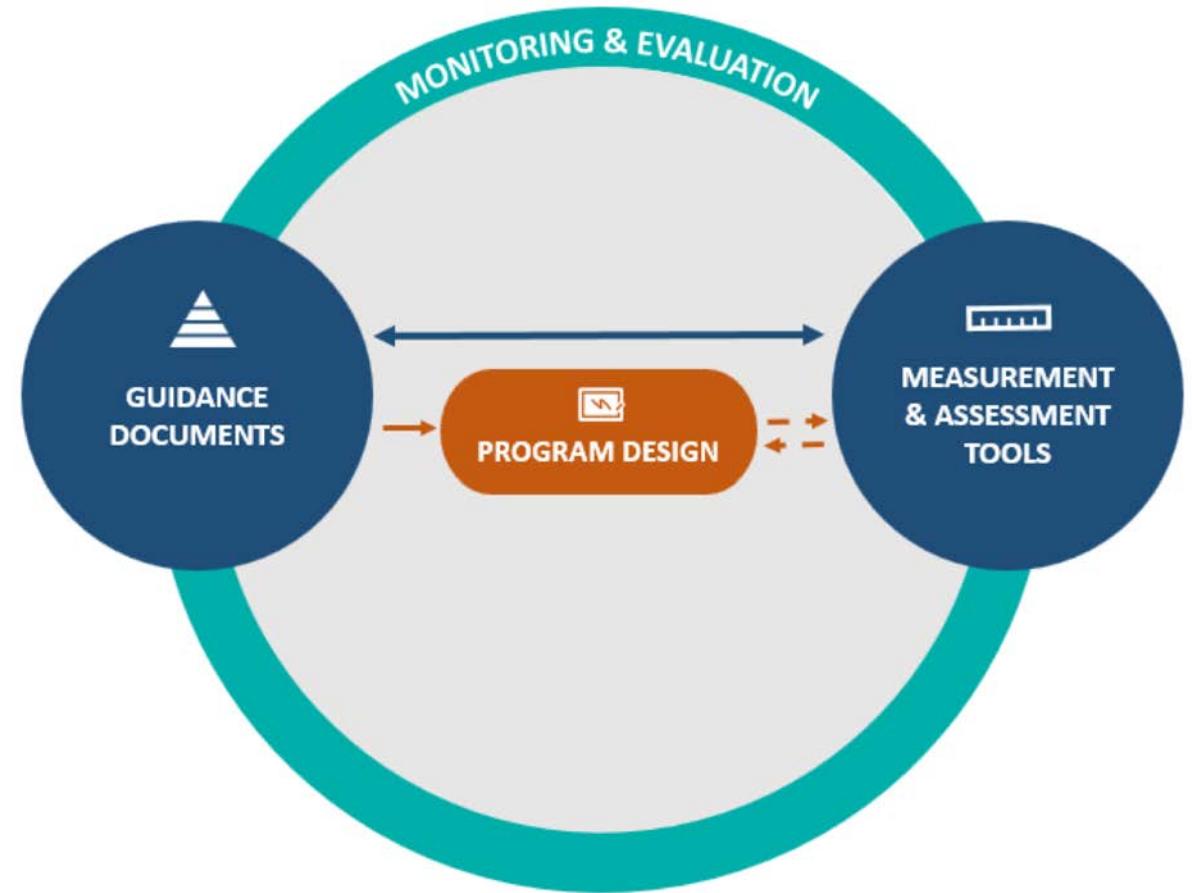 MONITORING & EVALUATION
GUIDANCE
DOCUMENTS
PROGRAM DESIGN
MEASUREMENT
& ASSESSMENT
TOOLS